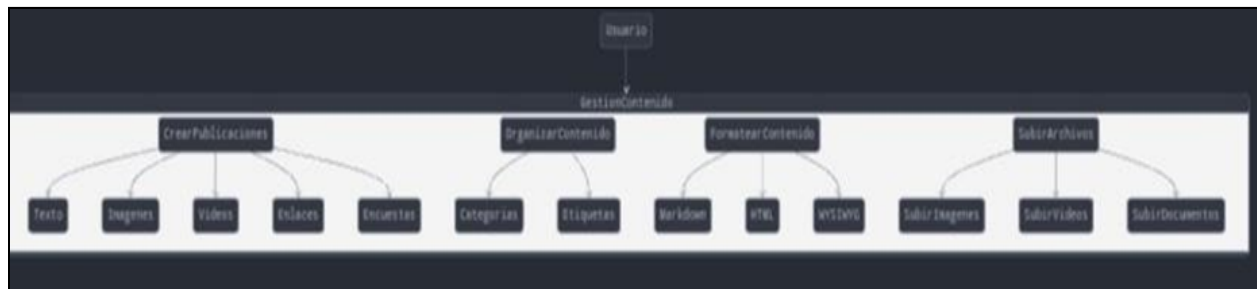 Usuario
GestionContenido
CrearPublicaciones OrganizarContenido FormatearContenido SubirArchivos
Texto Imagenes Videos Enlaces Encuestas Categorias Etiquetas Markdown HTML WYSIWYG SubirImagenes SubirVideos SubirDocumentos